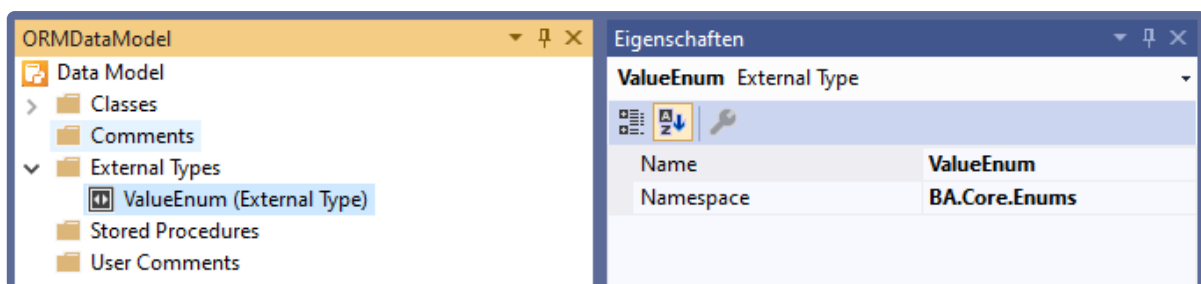 ORMDataModel
Data Model
Classes
Comments
External Types
ValueEnum (External Type)
Stored Procedures
User Comments
Eigenschaften
ValueEnum External Type
Name ValueEnum
Namespace BA.Core.Enums